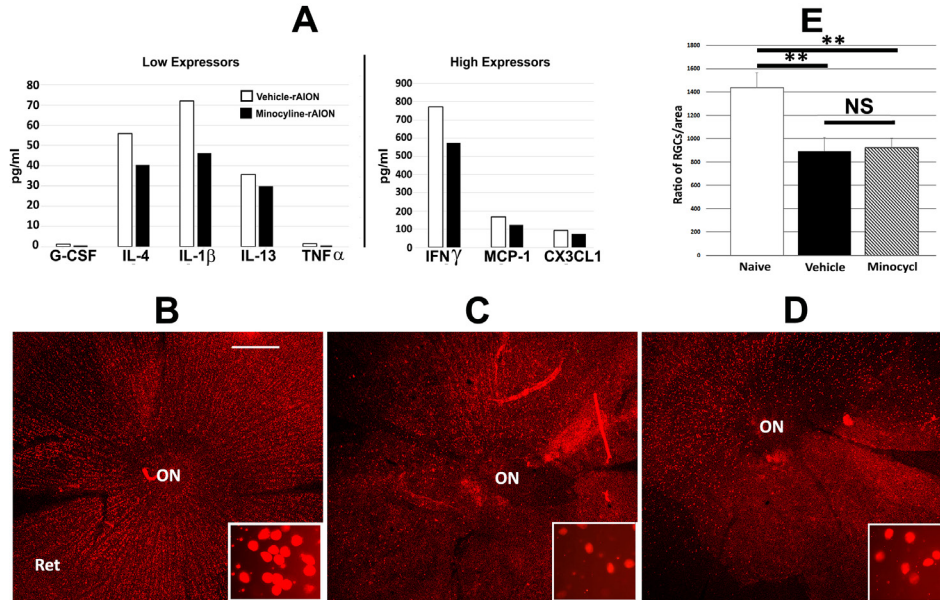 A
Low Expressors
High Expressors
Vehicle-rAION
Minocyline-rAION
pg/ml
80
70
60
50
40
30
20
10
0
G-CSF IL-4 IL-1β IL-13 TNFα
pg/ml
900
800
700
600
500
400
300
200
100
0
IFNγ MCP-1 CX3CL1
E
**
**
NS
Ratio of RGCs/area
1800
1600
1400
1200
1000
800
600
400
200
0
Naive Vehicle Minocycl
B
ON
Ret
C
ON
D
ON